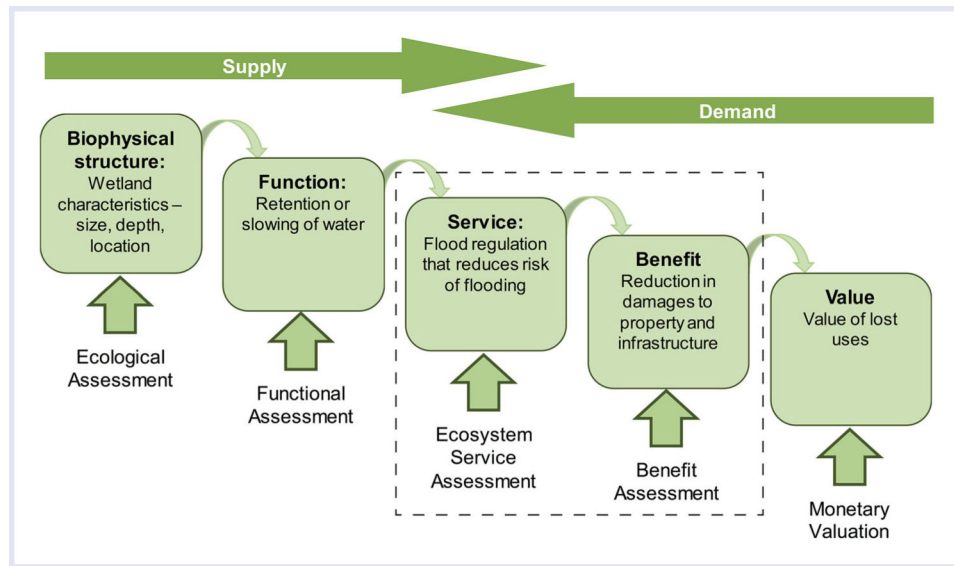 Supply
Demand
Biophysical
structure:
Wetland
characteristics –
size, depth,
location
Function:
Retention or
slowing of water
Service:
Flood regulation
that reduces risk
of flooding
Benefit
Reduction in
damages to
property and
infrastructure
Value
Value of lost
uses
Ecological
Assessment
Functional
Assessment
Ecosystem
Service
Assessment
Benefit
Assessment
Monetary
Valuation